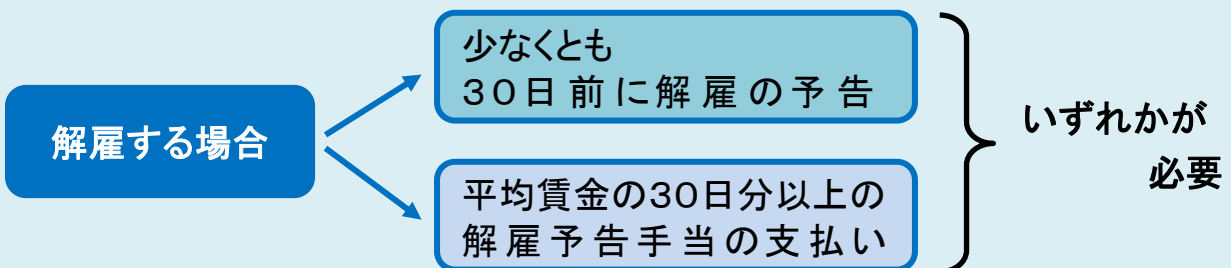 解雇する場合
少なくとも
30日前に解雇の予告
平均賃金の30日分以上の
解雇予告手当の支払い
いずれかが
必要